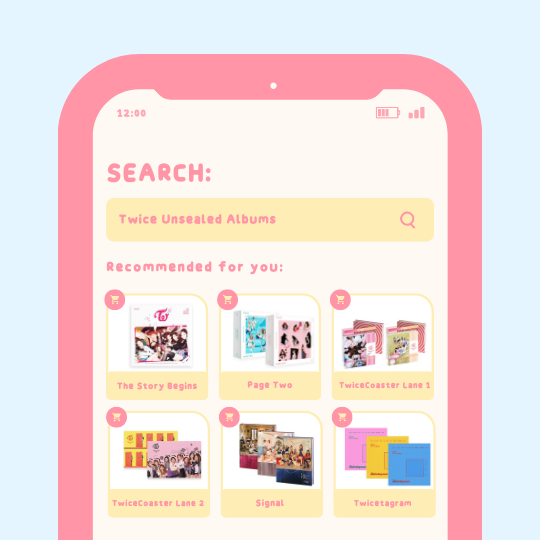 12:00
SEARCH:
Twice Unsealed Albums
Recommended for you:
The Story Begins
Page Two
TwiceCoaster Lane 1
TwiceCoaster Lane 2
Signal
Twicetagram